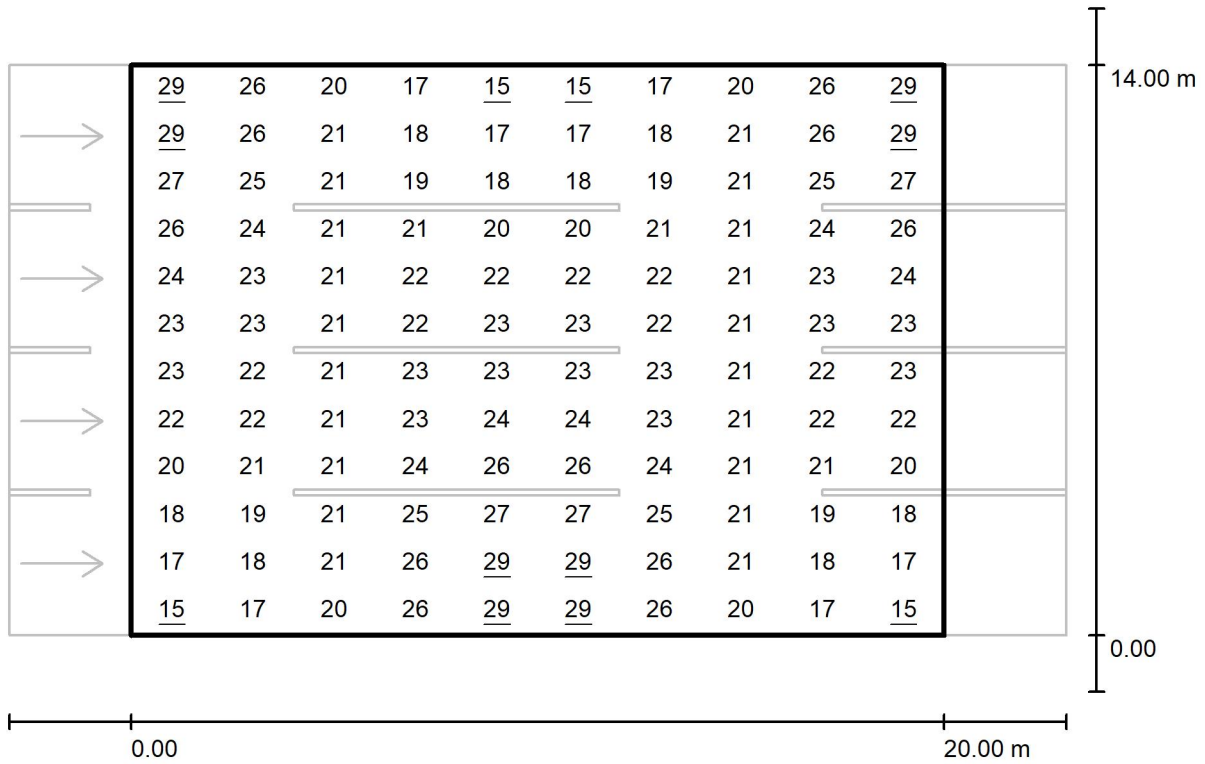 29 26 20 17 15 15 17 20 26 29
14.00 m
29 26 21 18 17 17 18 21 26 29
27 25 21 19 18 18 19 21 25 27
26 24 21 21 20 20 21 21 24 26
24 23 21 22 22 22 22 21 23 24
23 23 21 22 23 23 22 21 23 23
23 22 21 23 23 23 23 21 22 23
22 22 21 23 24 24 23 21 22 22
20 21 21 24 26 26 24 21 21 20
18 19 21 25 27 27 25 21 19 18
17 18 21 26 29 29 26 21 18 17
15 17 20 26 29 29 26 20 17 15
0.00
0.00 20.00 m